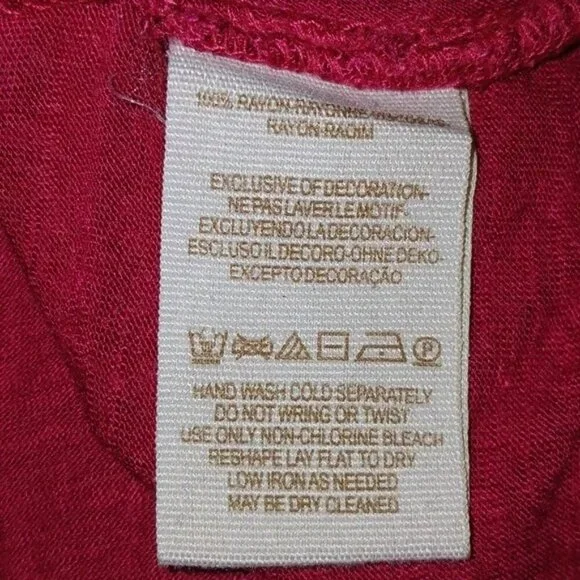 100% RAYON-RAYONNE-
RAYON-RAOIM
EXCLUSIVE OF DECORATION-
NE PAS LAVER LE MOTIF-
EXCLUYENDO LA DECORACION-
ESCLUSO IL DECORO-OHNE DEKO-
EXCEPTO DECORAÇÃO
P
HAND WASH COLD SEPARATELY
DO NOT WRING OR TWIST
USE ONLY NON-CHLORINE BLEACH
RESHAPE LAY FLAT TO DRY
LOW IRON AS NEEDED
MAY BE DRY CLEANED